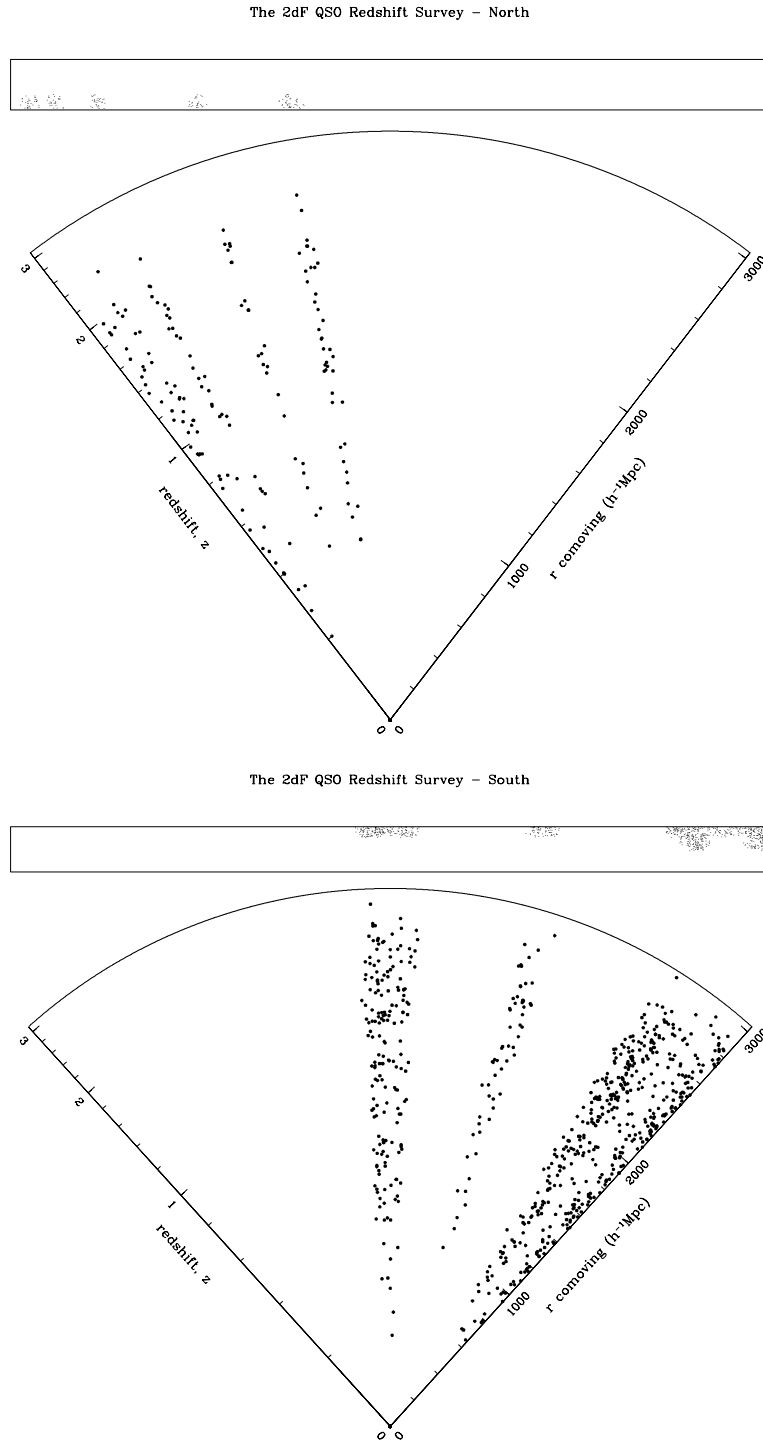 The 2dF QSO Redshift Survey – North
3
3000
2
2000
1
redshift, z
r comoving (h⁻¹Mpc)
1000
0
0
The 2dF QSO Redshift Survey – South
3
3000
2
2000
1
redshift, z
r comoving (h⁻¹Mpc)
1000
0
0